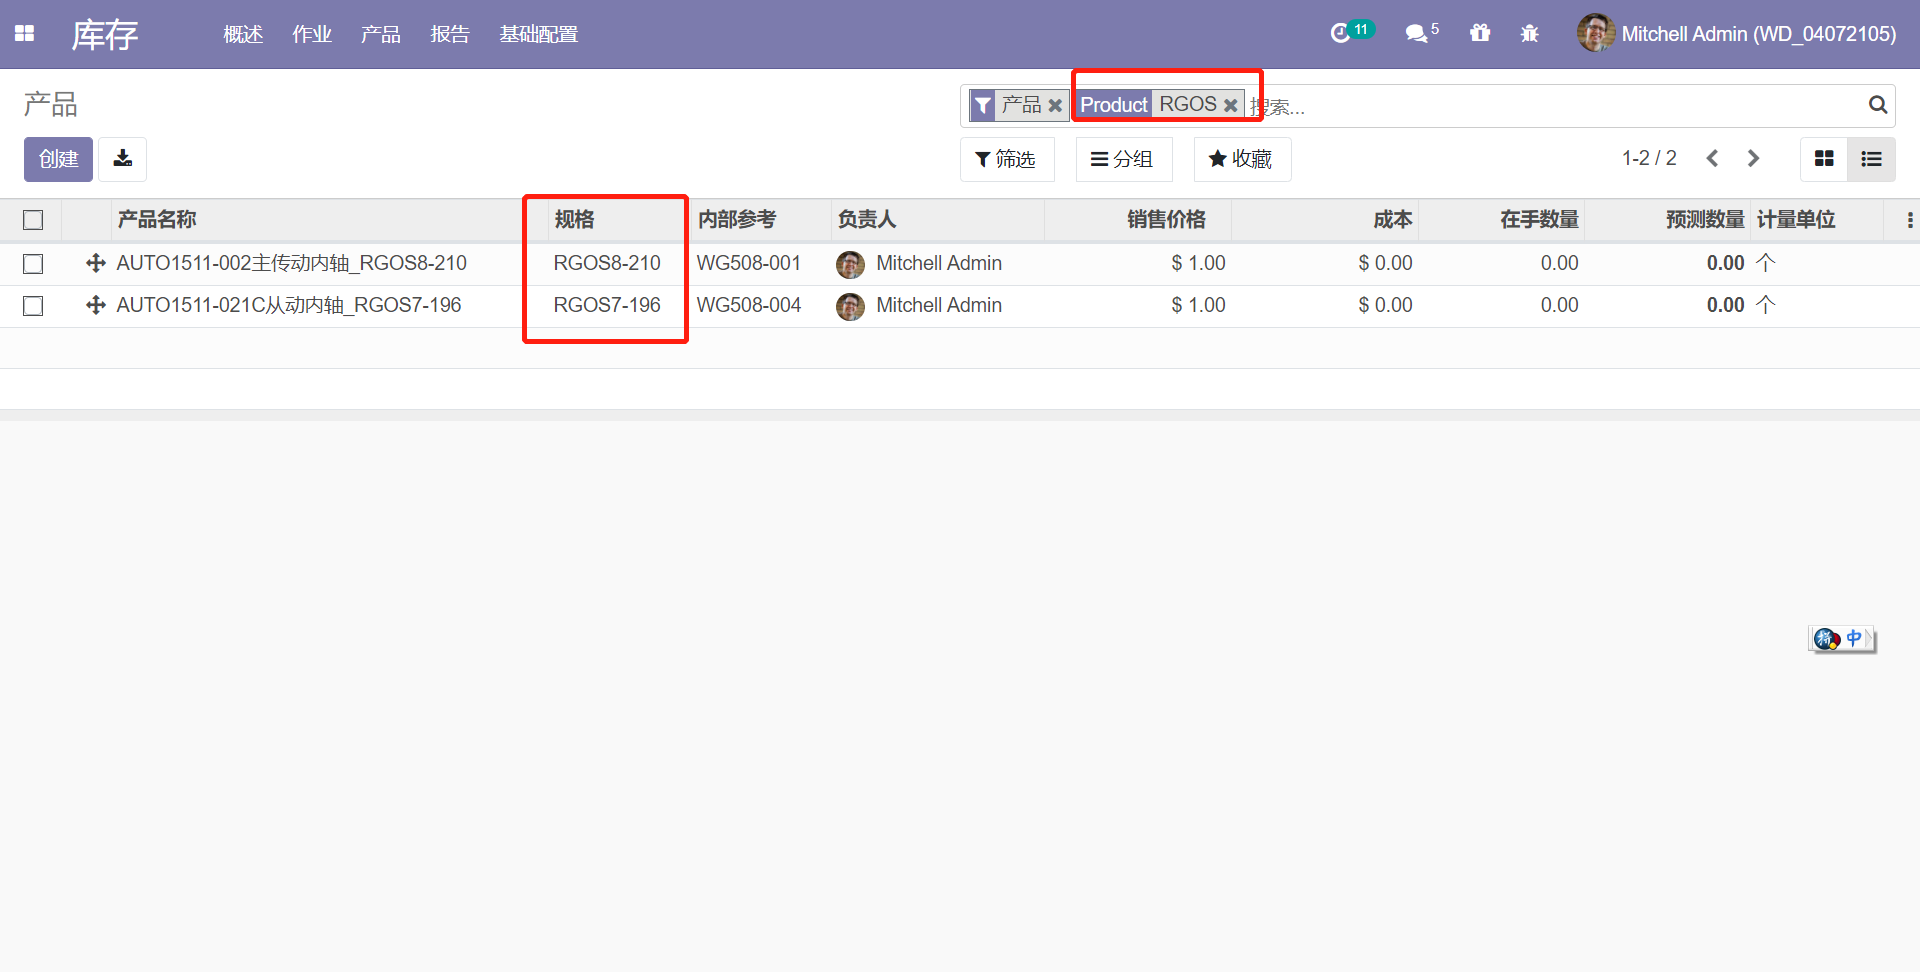 库存 概述 作业 产品 报告 基础配置 11 5 Mitchell Admin (WD_04072105)
产品 产品 Product RGOS 搜索...
创建 筛选 分组 收藏 1-2 / 2
产品名称 规格 内部参考 负责人 销售价格 成本 在手数量 预测数量 计量单位
AUTO1511-002主传动内轴_RGOS8-210 RGOS8-210 WG508-001 Mitchell Admin $ 1.00 $ 0.00 0.00 0.00 个
AUTO1511-021C从动内轴_RGOS7-196 RGOS7-196 WG508-004 Mitchell Admin $ 1.00 $ 0.00 0.00 0.00 个
中